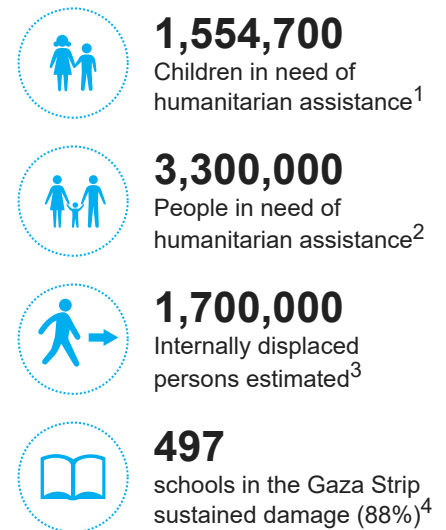 1,554,700
Children in need of
humanitarian assistance1
3,300,000
People in need of
humanitarian assistance2
1,700,000
Internally displaced
persons estimated3
497
schools in the Gaza Strip
sustained damage (88%)4